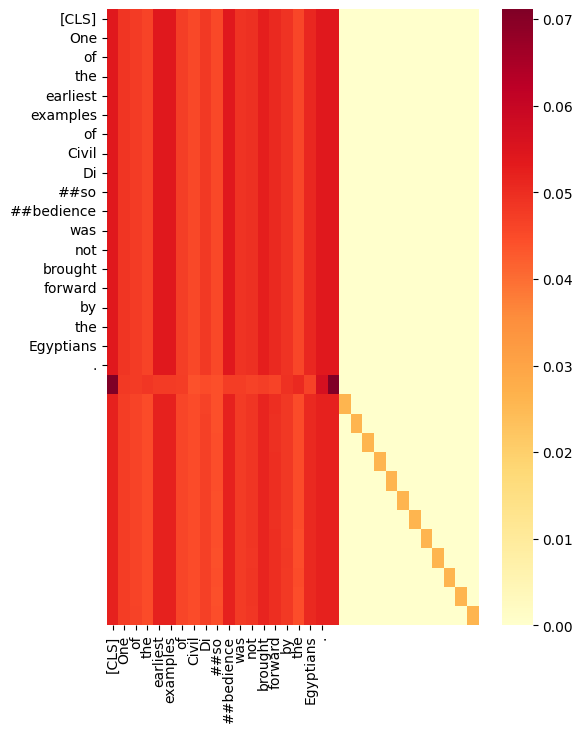 [CLS]
One
of
the
earliest
examples
of
Civil
Di
##so
##bedience
was
not
brought
forward
by
the
Egyptians
.
0.07
0.06
0.05
0.04
0.03
0.02
0.01
0.00
[CLS]
One
of
the
earliest
examples
of
Civil
Di
##so
##bedience
was
not
brought
forward
by
the
Egyptians
.